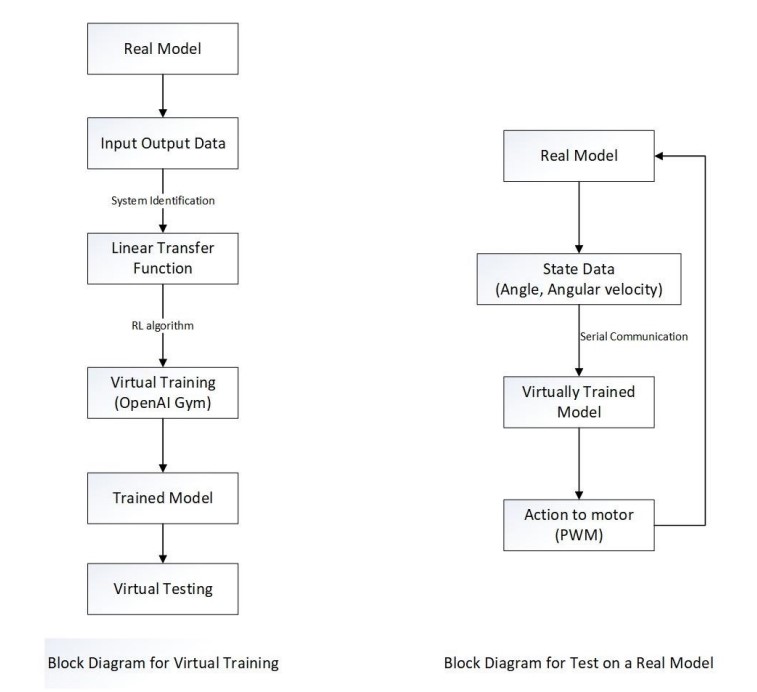 Real Model
Input Output Data
System Identification
Linear Transfer
Function
RL algorithm
Virtual Training
(OpenAI Gym)
Trained Model
Virtual Testing
Block Diagram for Virtual Training
Real Model
State Data
(Angle, Angular velocity)
Serial Communication
Virtually Trained
Model
Action to motor
(PWM)
Block Diagram for Test on a Real Model